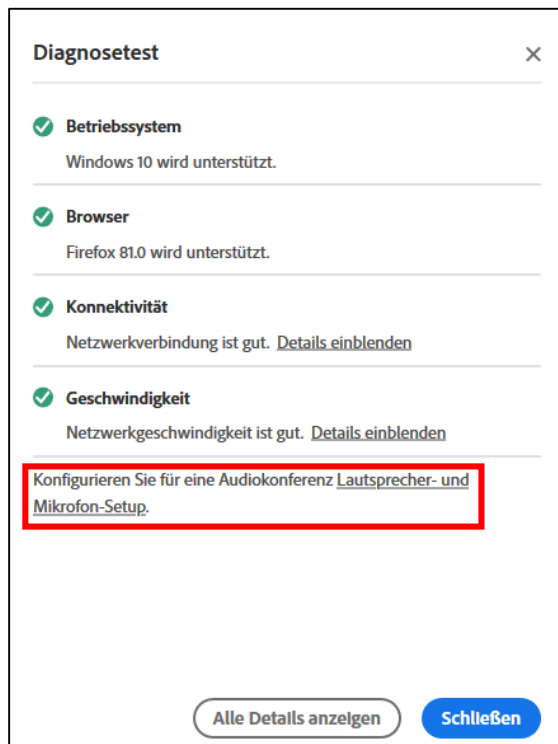 Diagnosetest
Betriebssystem
Windows 10 wird unterstützt.
Browser
Firefox 81.0 wird unterstützt.
Konnektivität
Netzwerkverbindung ist gut. Details einblenden
Geschwindigkeit
Netzwerkgeschwindigkeit ist gut. Details einblenden
Konfigurieren Sie für eine Audiokonferenz Lautsprecher- und
Mikrofon-Setup.
Alle Details anzeigen Schließen